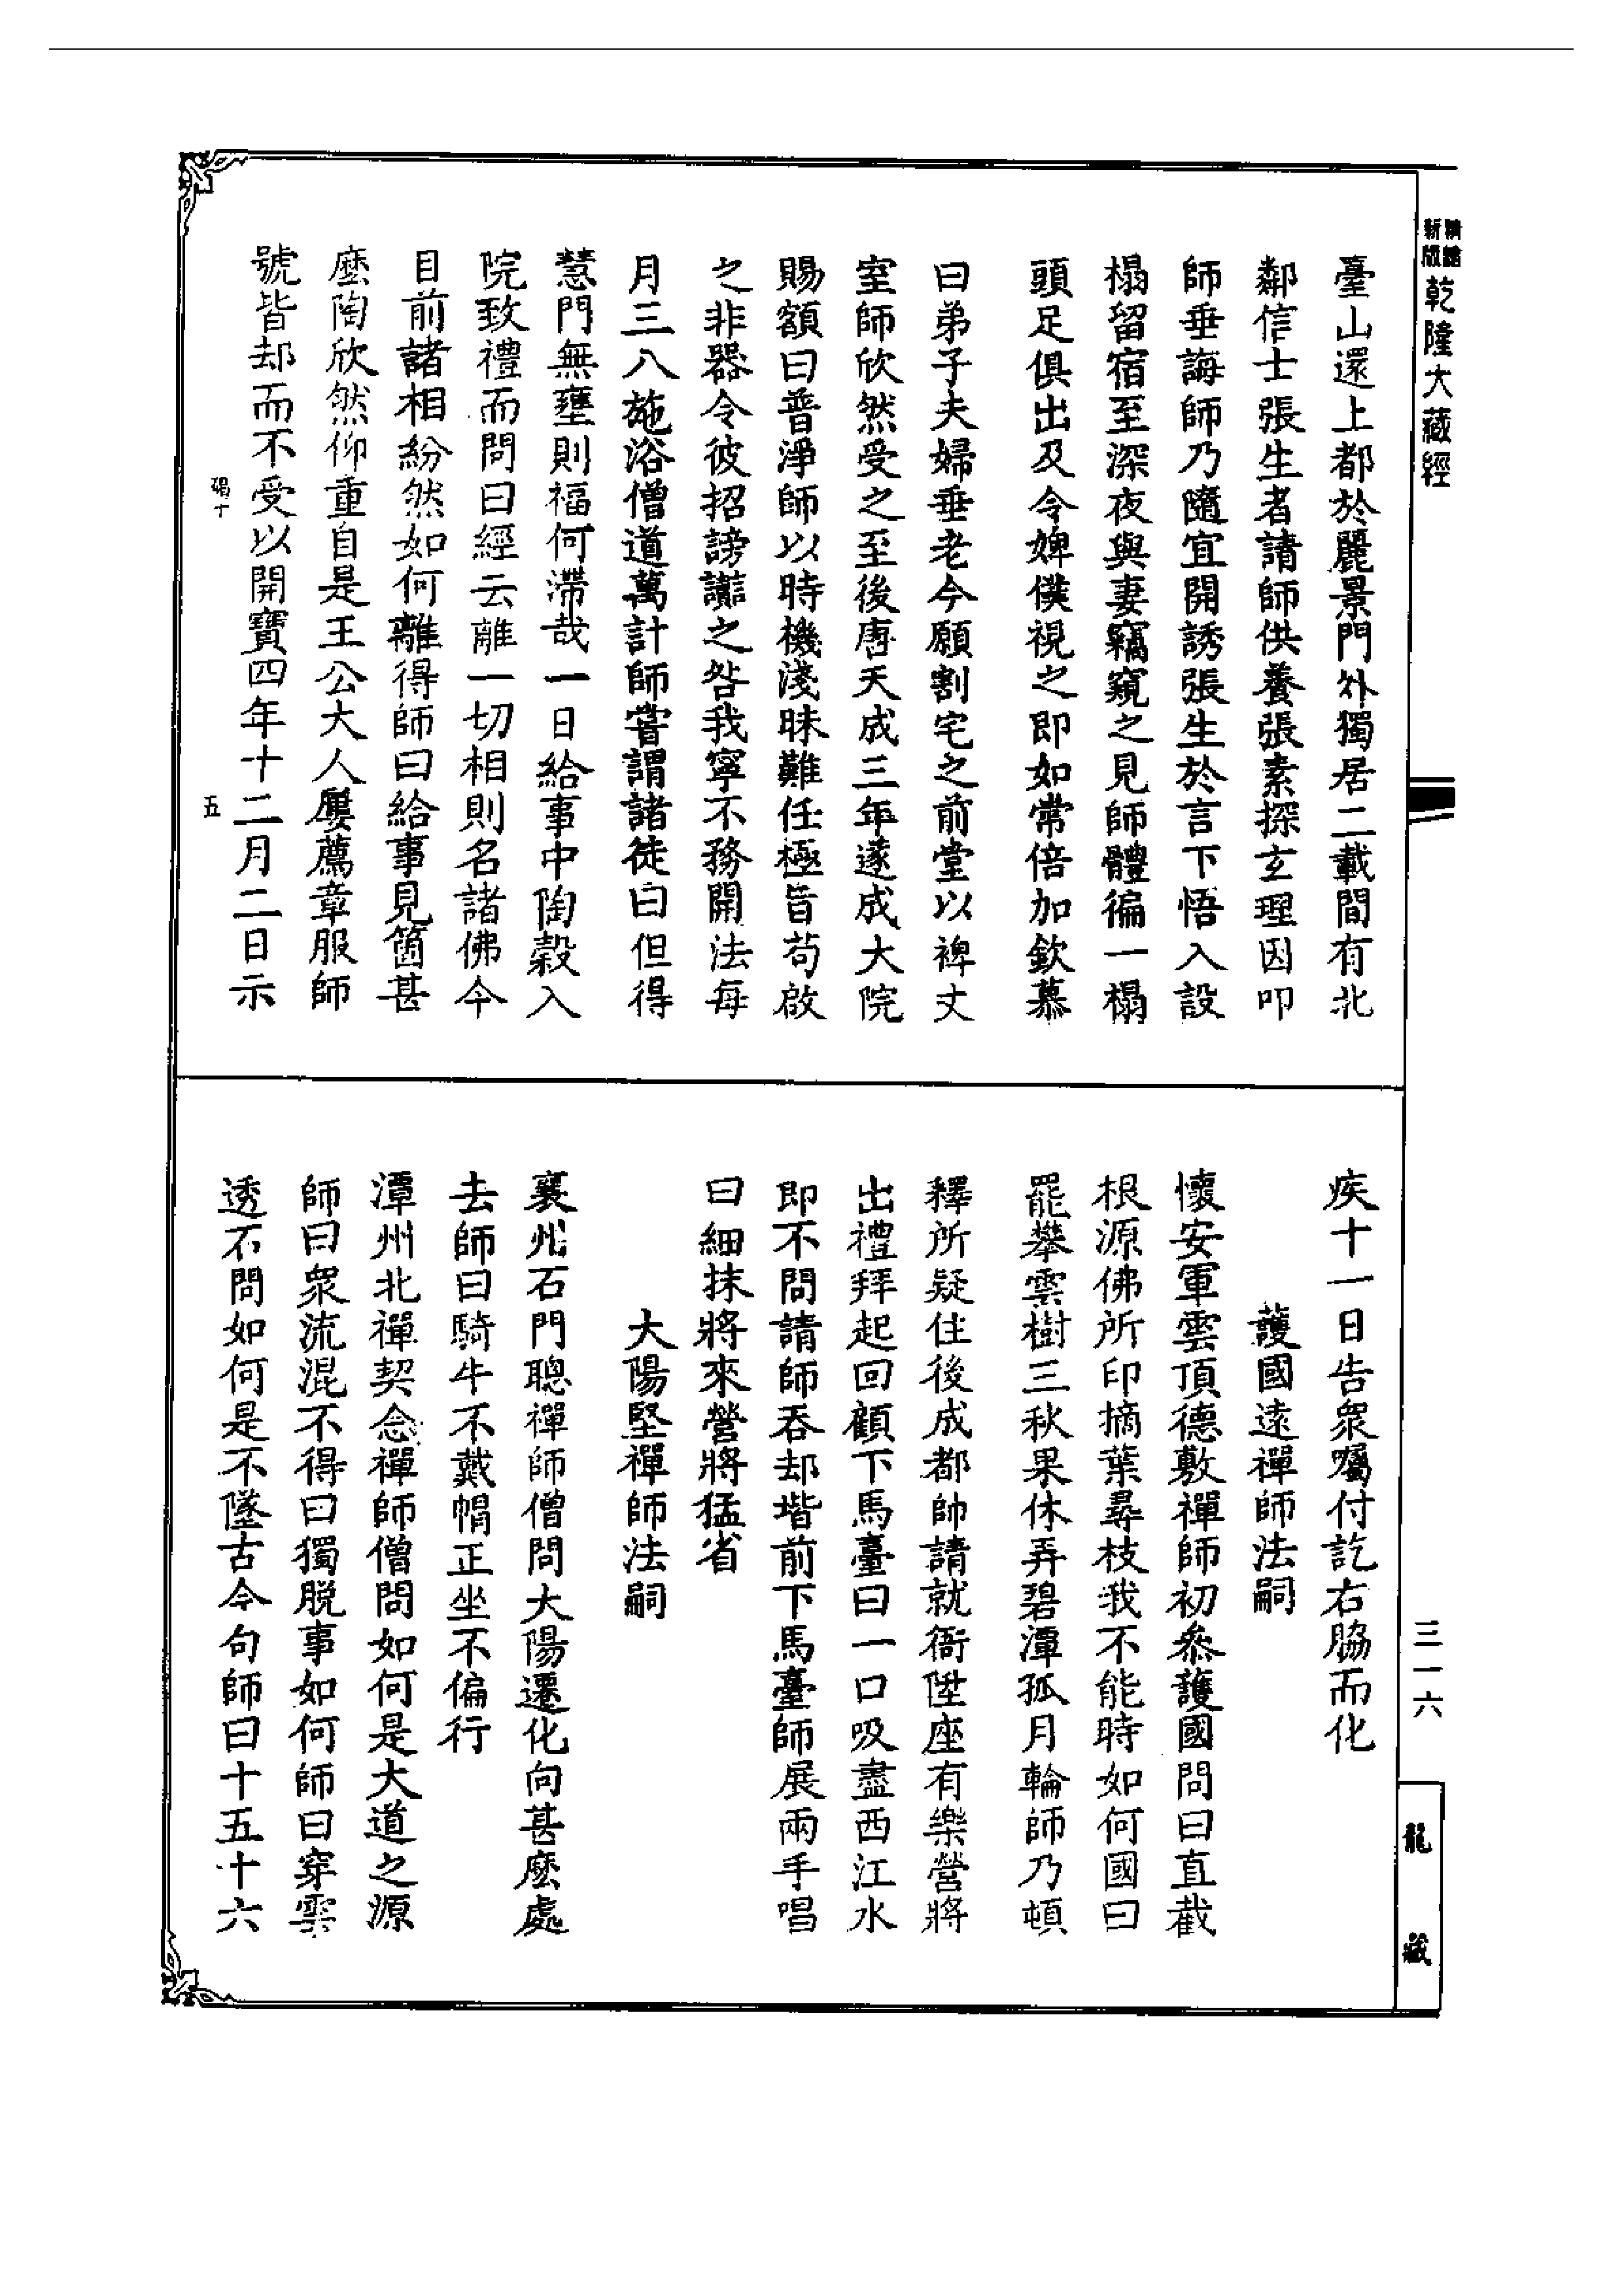 新版 精譒
乾隆大藏經
臺山還上都於麗景門外獨居二載間有北
鄰信士張生者請師供養張素探玄理因叩
師垂誨師乃隨宜開誘張生於言下悟入設
榻留宿至深夜與妻竊窺之見師體徧一榻
頭足俱出及令婢僕視之即如常倍加欽慕
曰弟子夫婦垂老今願割宅之前堂以裨丈
室師欣然受之至後唐天成三年遂成大院
賜額曰普淨師以時機淺昧難任極旨苟啟
之非器令彼招謗讟之咎我寧不務開法每
月三八施浴僧道萬計師甞謂諸徒曰但得
慧門無壅則福何滯哉一日給事中陶穀入
院致禮而問曰經云離一切相則名諸佛今
目前諸相紛然如何離得師曰給事見箇甚
麼陶欣然仰重自是王公大人屢薦章服師
號皆却而不受以開寶四年十二月二日示
五
疾十一日告眾囑付訖右脇而化
護國遠禪師法嗣
懷安軍雲頂德敷禪師初叅護國問曰直截
根源佛所印摘葉尋枝我不能時如何國曰
罷攀雲樹三秋果休弄碧潭孤月輪師乃頓
釋所疑住後成都帥請就衙陞座有樂營將
出禮拜起回顧下馬臺曰一口吸盡西江水
即不問請師吞却堦前下馬臺師展兩手唱
曰細抹將來營將猛省
大陽堅禪師法嗣
襄州石門聰禪師僧問大陽遷化向甚麼處
去師曰騎牛不戴帽正坐不偏行
潭州北禪契念禪師僧問如何是大道之源
師曰眾流混不得曰獨脫事如何師曰穿雲
透石問如何是不墜古今句師曰十五十六
三一六
龍藏